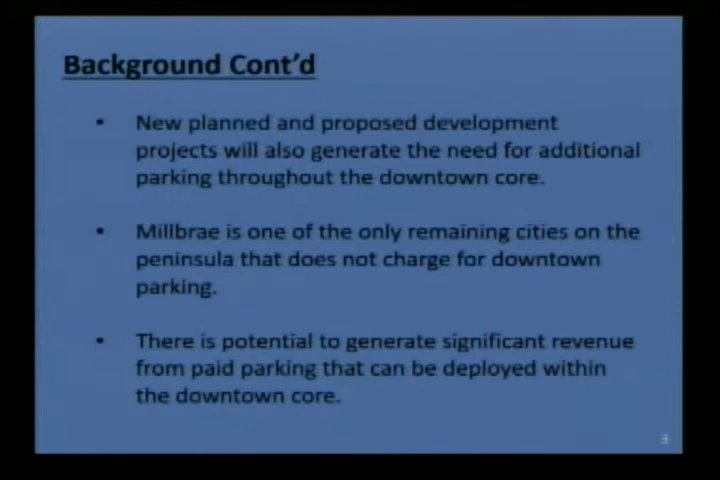 Background Cont'd
• New planned and proposed development
projects will also generate the need for additional
parking throughout the downtown core.
• Millbrae is one of the only remaining cities on the
peninsula that does not charge for downtown
parking.
• There is potential to generate significant revenue
from paid parking that can be deployed within
the downtown core.
3